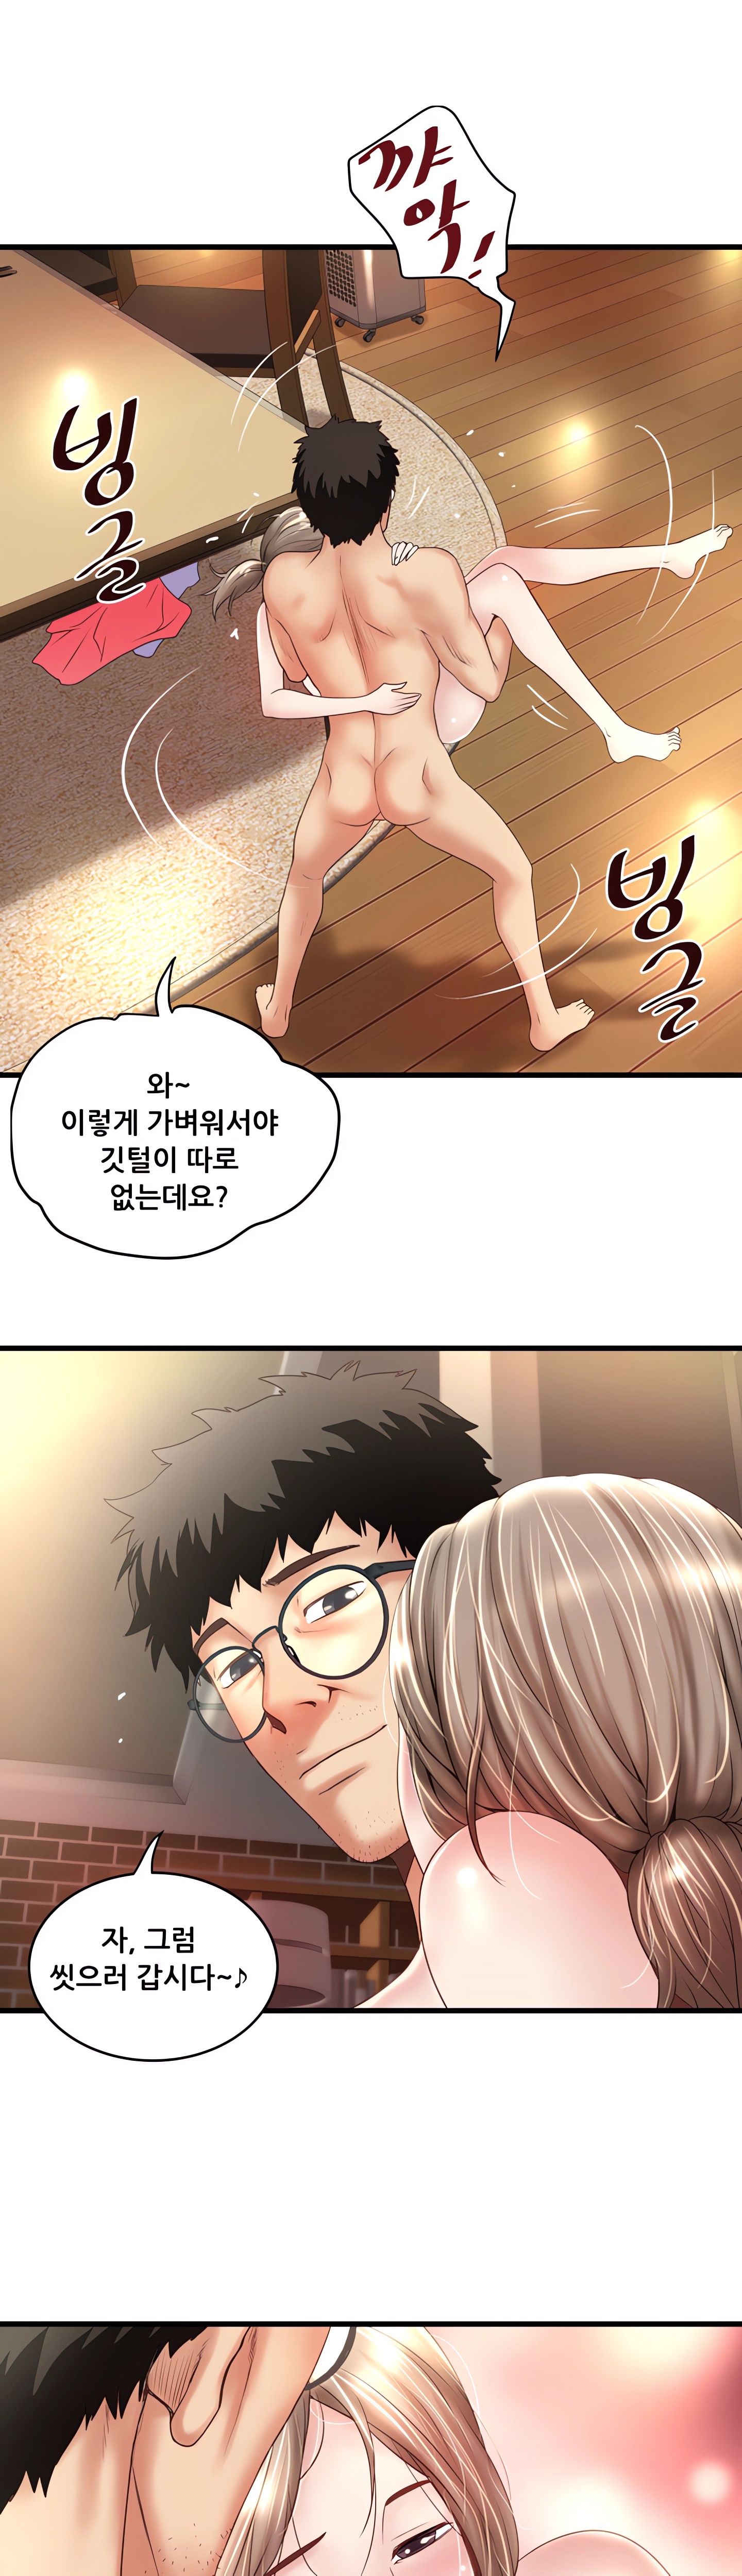 꺄
악!
빙
글
빙
글
와~
이렇게 가벼워서야
깃털이 따로
없는데요?
자, 그럼
씻으러 갑시다~♪